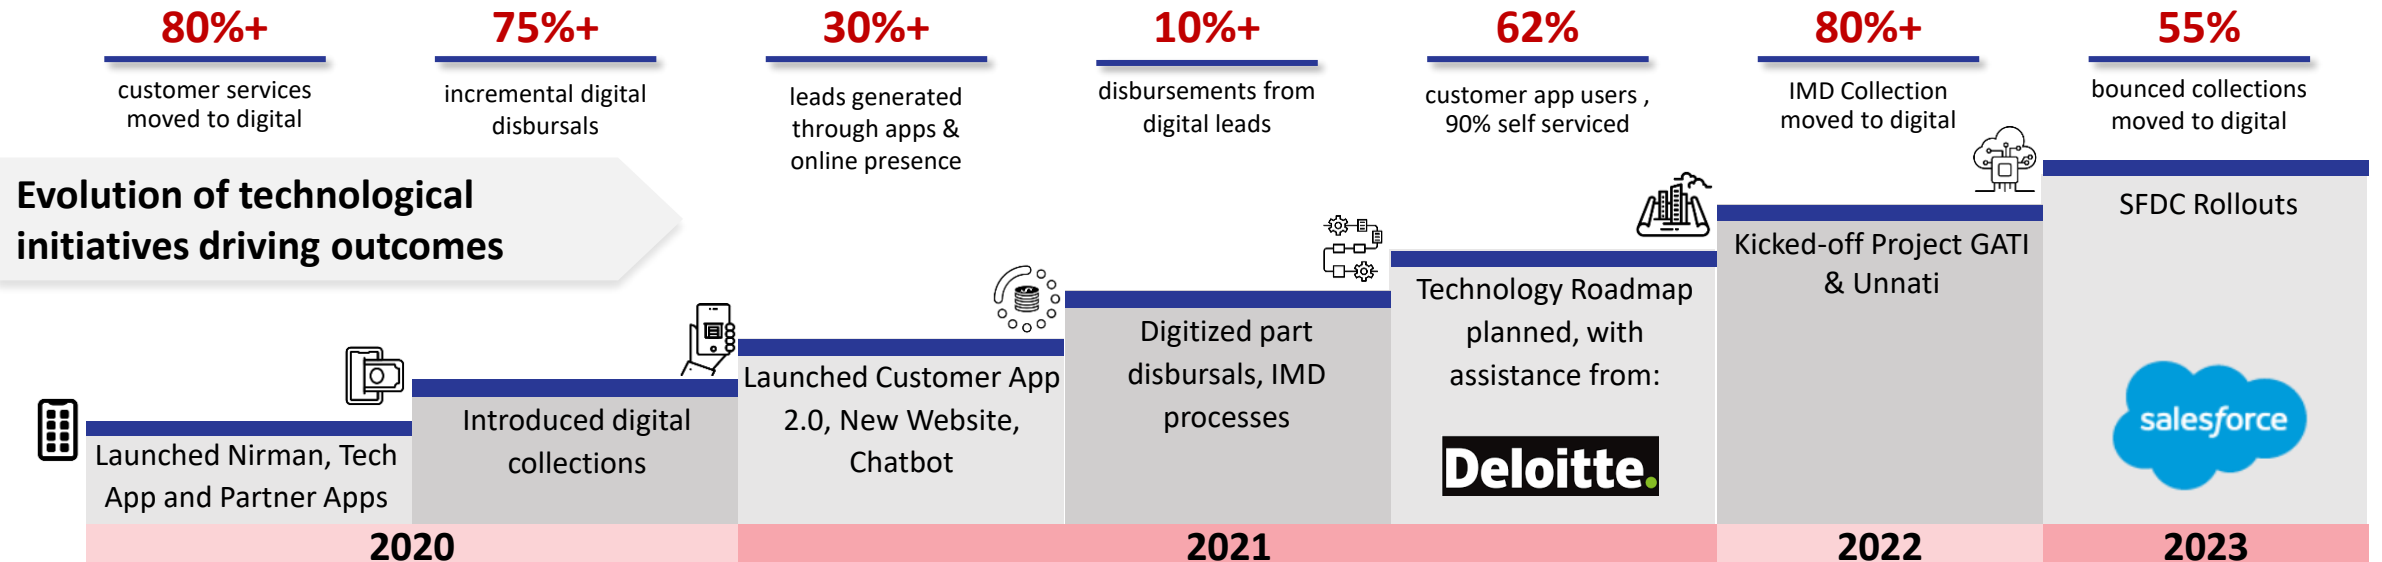 80%+
customer services
moved to digital
75%+
incremental digital
disbursals
30%+
leads generated
through apps &
online presence
10%+
disbursements from
digital leads
62%
customer app users ,
90% self serviced
80%+
IMD Collection
moved to digital
55%
bounced collections
moved to digital
Evolution of technological
initiatives driving outcomes
Launched Nirman, Tech
App and Partner Apps
Introduced digital
collections
Launched Customer App
2.0, New Website,
Chatbot
Digitized part
disbursals, IMD
processes
Technology Roadmap
planned, with
assistance from:
Deloitte.
Kicked-off Project GATI
& Unnati
SFDC Rollouts
salesforce
2020
2021
2022
2023